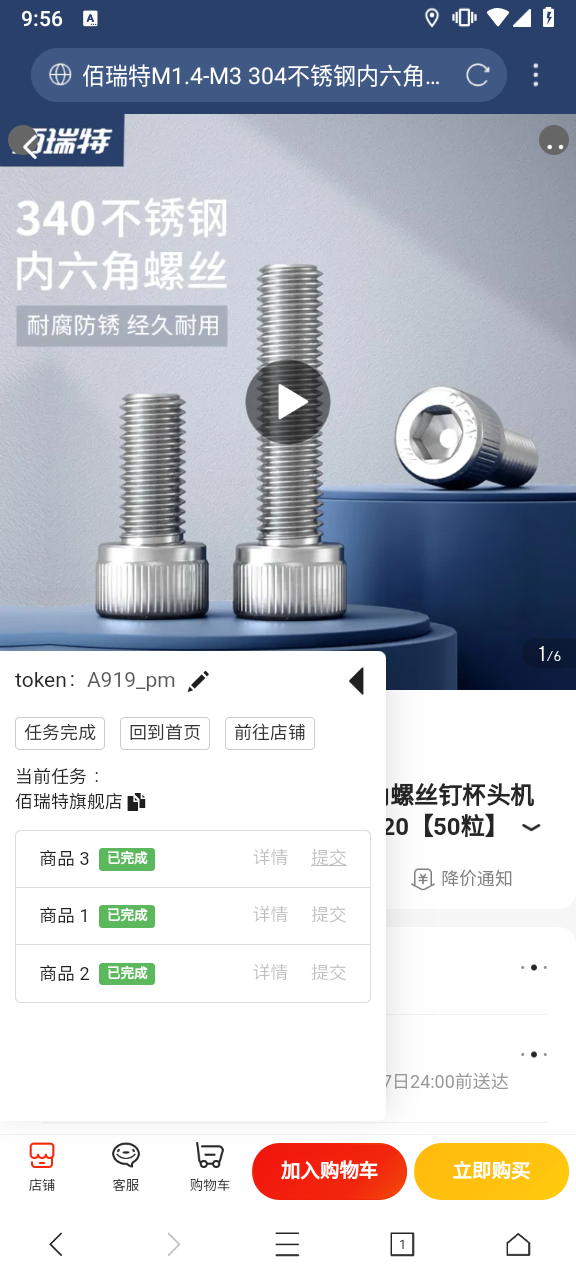 9:56
A
佰瑞特M1.4-M3 304不锈钢内六角...
佰瑞特
340不锈钢
内六角螺丝
耐腐防锈 经久耐用
1/6
token: A919_pm
任务完成
回到首页
前往店铺
当前任务：
佰瑞特旗舰店
商品 3 已完成 详情 提交
商品 1 已完成 详情 提交
商品 2 已完成 详情 提交
螺丝钉杯头机
20【50粒】
降价通知
7日24:00前送达
店铺
客服
购物车
加入购物车
立即购买
1